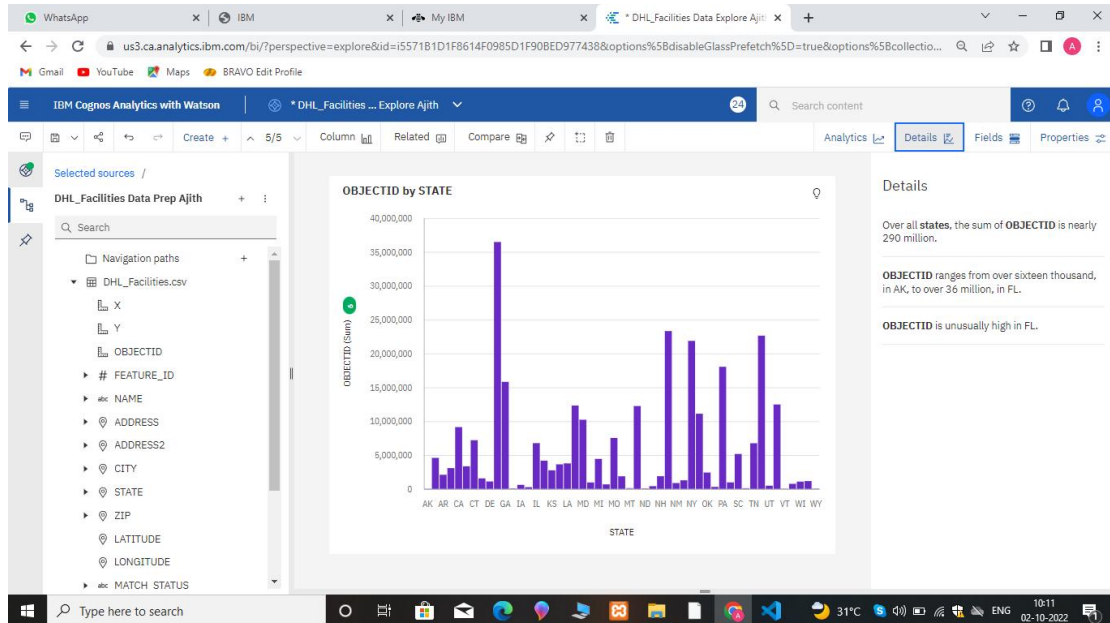 WhatsApp
IBM
My IBM
* DHL_Facilities Data Explore Ajit
us3.ca.analytics.ibm.com/bi/?perspective=explore&id=i5571B1D1F8614F0985D1F90BED977438&options%5BdisableGlassPrefetch%5D=true&options%5Bcollectio...
A
Gmail
YouTube
Maps
BRAVO Edit Profile
IBM Cognos Analytics with Watson
* DHL_Facilities ... Explore Ajith
24
Search content
Create +
5/5
Column
Related
Compare
Analytics
Details
Fields
Properties
Selected sources /
DHL_Facilities Data Prep Ajith
Search
Navigation paths
DHL_Facilities.csv
X
Y
OBJECTID
# FEATURE_ID
abc NAME
ADDRESS
ADDRESS2
CITY
STATE
ZIP
LATITUDE
LONGITUDE
abc MATCH STATUS
OBJECTID by STATE
40,000,000
35,000,000
30,000,000
25,000,000
20,000,000
15,000,000
10,000,000
5,000,000
0
OBJECTID (Sum)
AK AR CA CT DE GA IA IL KS LA MD MI MO MT ND NH NM NY OK PA SC TN UT VT WI WY
STATE
Details
Over all states, the sum of OBJECTID is nearly
290 million.
OBJECTID ranges from over sixteen thousand,
in AK, to over 36 million, in FL.
OBJECTID is unusually high in FL.
Type here to search
31°C
ENG
10:11
02-10-2022